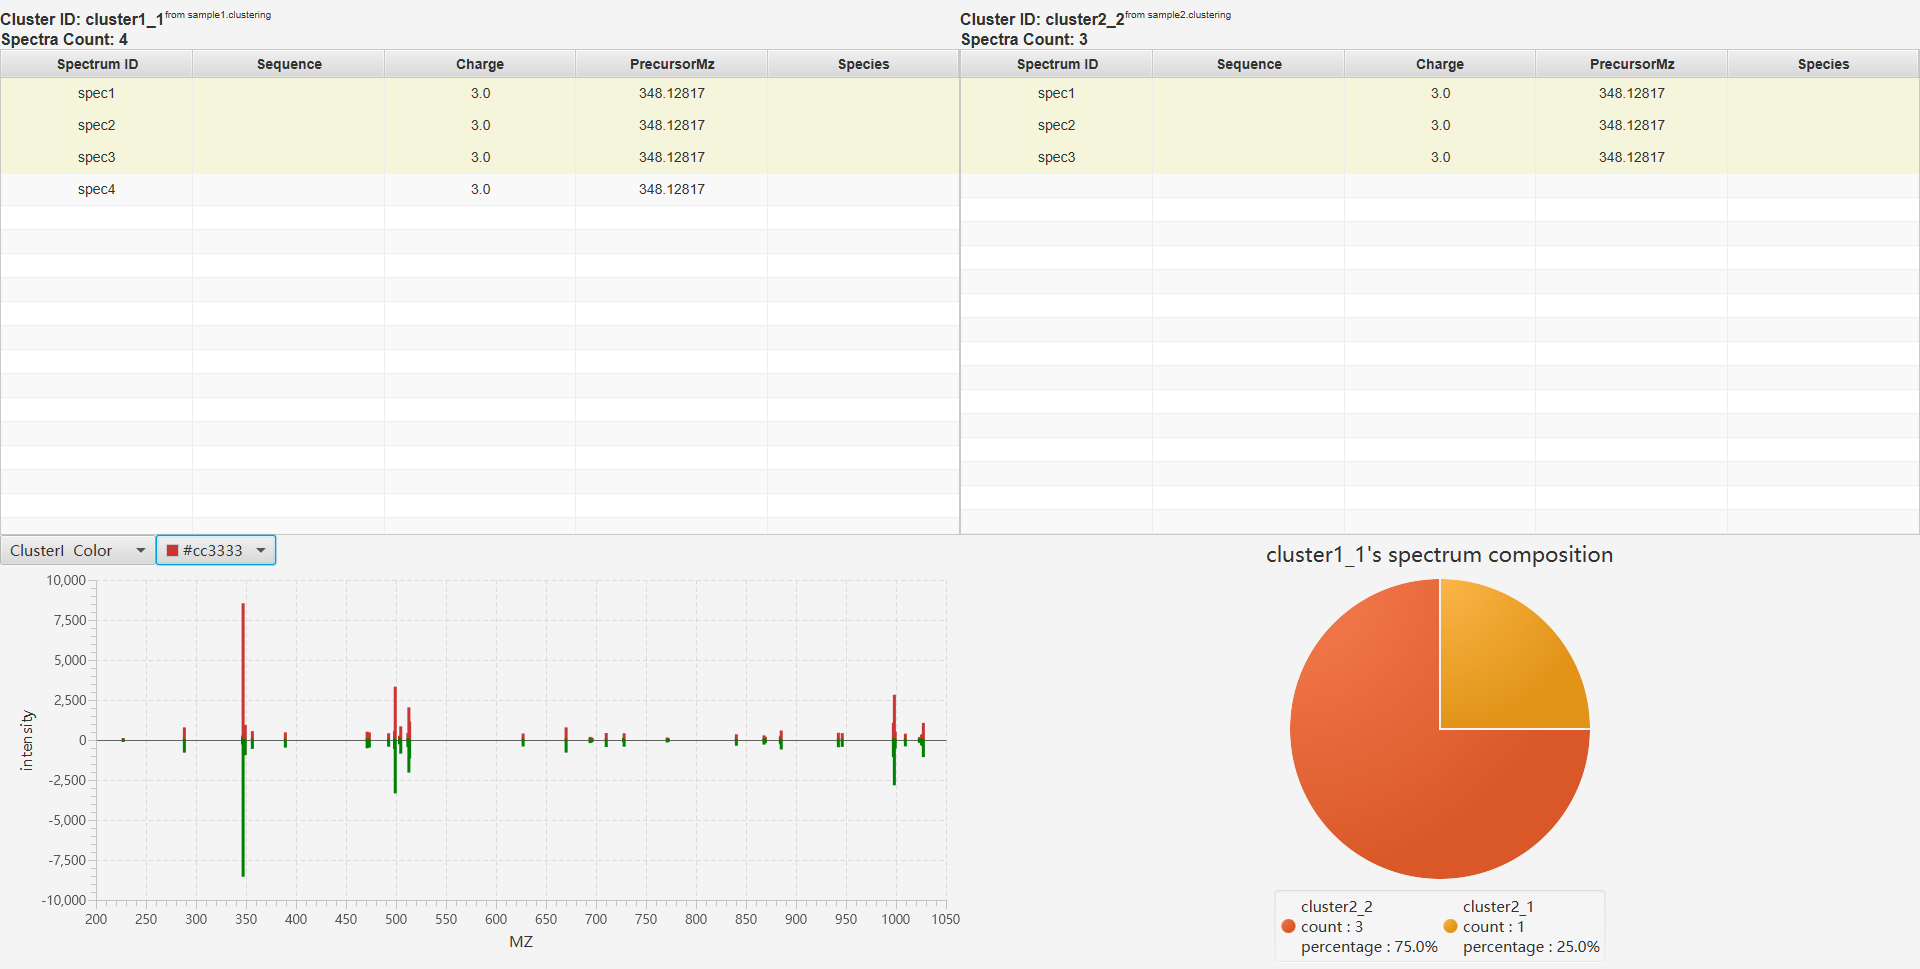 Cluster ID: cluster1_1from sample1.clustering
Spectra Count: 4
Spectrum ID Sequence Charge PrecursorMz Species
spec1 3.0 348.12817
spec2 3.0 348.12817
spec3 3.0 348.12817
spec4 3.0 348.12817
Cluster ID: cluster2_2from sample2.clustering
Spectra Count: 3
Spectrum ID Sequence Charge PrecursorMz Species
spec1 3.0 348.12817
spec2 3.0 348.12817
spec3 3.0 348.12817
ClusterI Color #cc3333
10,000
7,500
5,000
2,500
0
-2,500
-5,000
-7,500
-10,000
intensity
200 250 300 350 400 450 500 550 600 650 700 750 800 850 900 950 1000 1050
MZ
cluster1_1's spectrum composition
cluster2_2
count : 3
percentage : 75.0%
cluster2_1
count : 1
percentage : 25.0%